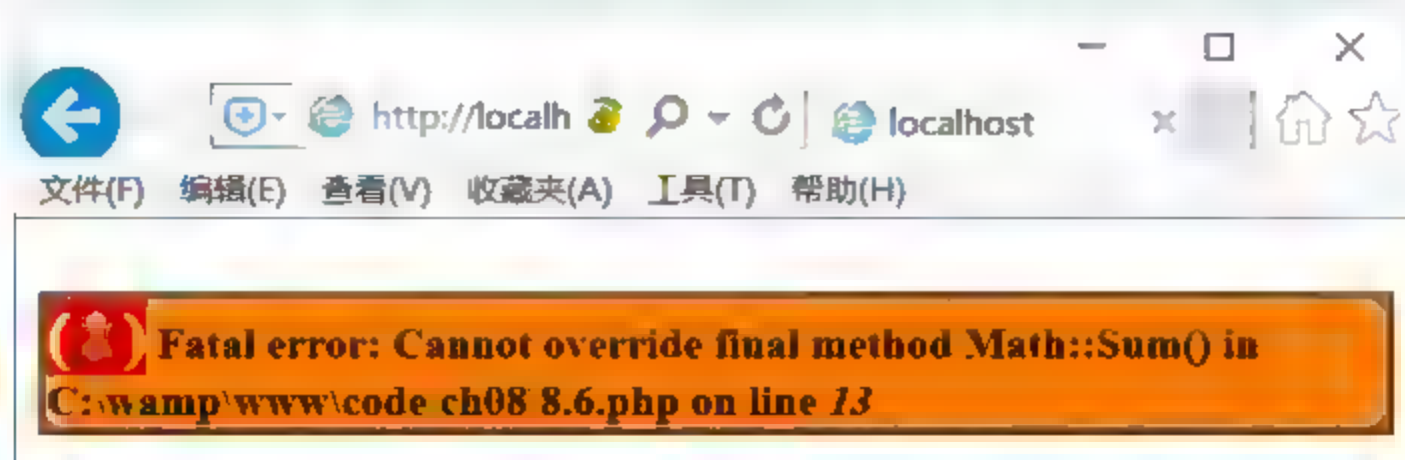 http://localh
localhost
文件(F) 编辑(E) 查看(V) 收藏夹(A) 工具(T) 帮助(H)
Fatal error: Cannot override final method Math::Sum() in
C:\wamp\www\code ch08 8.6.php on line 13